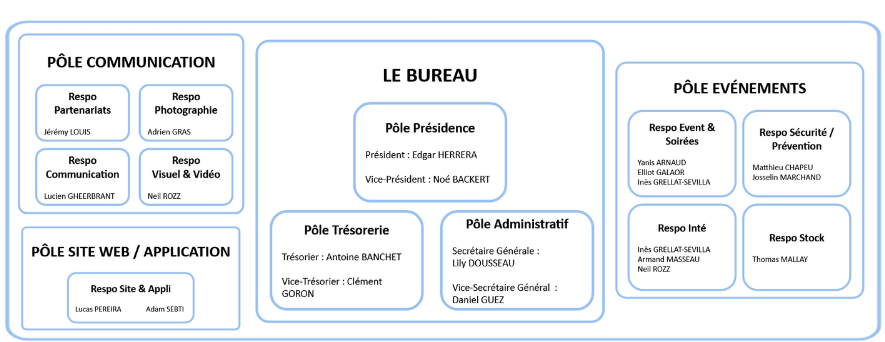 PÔLE COMMUNICATION
Respo
Partenariats
Jérémy LOUIS
Respo
Photographie
Adrien GRAS
Respo
Communication
Lucien GHEERBRANT
Respo
Visuel & Vidéo
Neil ROZZ
PÔLE SITE WEB / APPLICATION
Respo Site & Appli
Lucas PEREIRA
Adam SEBTI
LE BUREAU
Pôle Présidence
Président : Edgar HERRERA
Vice-Président : Noé BACKERT
Pôle Trésorerie
Trésorier : Antoine BANCHET
Vice-Trésorier : Clément
GORON
Pôle Administratif
Secrétaire Générale :
Lily DOUSSEAU
Vice-Secrétaire Général :
Daniel GUEZ
PÔLE EVÉNEMENTS
Respo Event &
Soirées
Yanis ARNAUD
Elliot GALAOR
Inès GRELLAT-SEVILLA
Respo Sécurité /
Prévention
Matthieu CHAPEU
Josselin MARCHAND
Respo Inté
Inès GRELLAT-SEVILLA
Armand MASSEAU
Neil ROZZ
Respo Stock
Thomas MALLAY